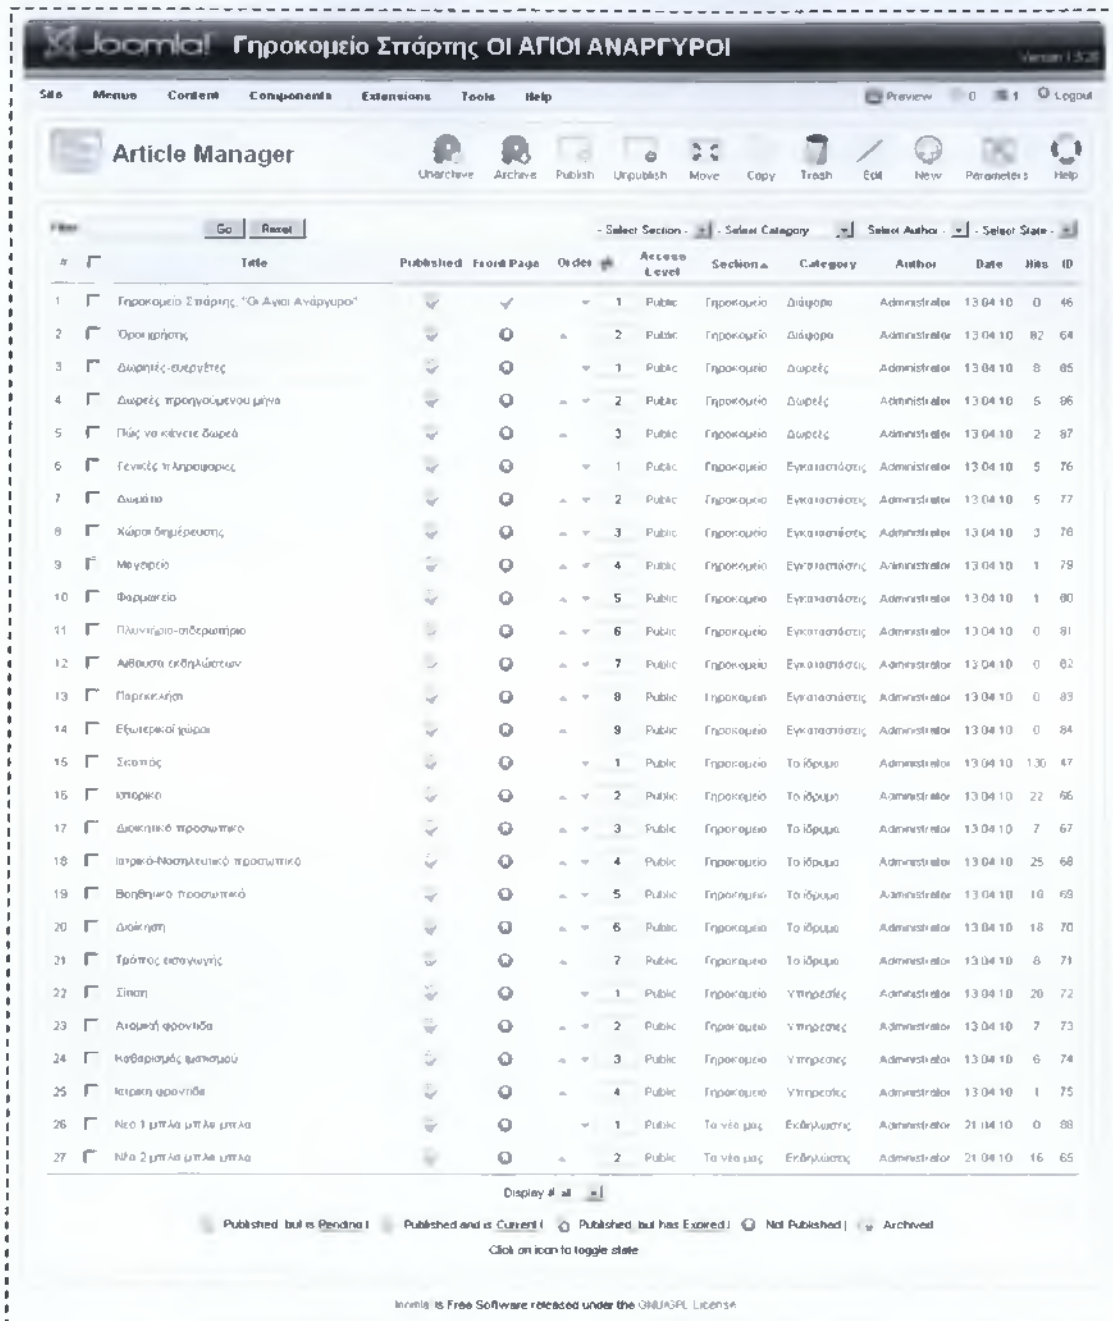 Joomla! Γηροκομείο Σπάρτης ΟΙ ΑΓΙΟΙ ΑΝΑΡΓΥΡΟΙ
Site Menus Content Components Extensions Tools Help Preview 0 1 Logout
Article Manager
Unarchive Archive Publish Unpublish Move Copy Trash Edit New Parameters Help
Filter Go Reset - Select Section - - Select Category Select Author - - Select State -
# Title Published Front Page Order Access Level Section Category Author Date Hits ID
1 Γηροκομείο Σπάρτης, "Οι Αγιοι Ανάργυροι" 1 Public Γηροκομείο Διάφορα Administrator 13 04 10 0 46
2 Όροι χρήσης 2 Public Γηροκομείο Διάφορα Administrator 13 04 10 82 64
3 Δωρητές-ευεργέτες 1 Public Γηροκομείο Δωρεές Administrator 13 04 10 8 85
4 Δωρεές προηγούμενου μήνα 2 Public Γηροκομείο Δωρεές Administrator 13 04 10 5 86
5 Πώς να κάνετε δωρεά 3 Public Γηροκομείο Δωρεές Administrator 13 04 10 2 87
6 Γενικές πληροφορίες 1 Public Γηροκομείο Εγκαταστάσεις Administrator 13 04 10 5 76
7 Δωμάτια 2 Public Γηροκομείο Εγκαταστάσεις Administrator 13 04 10 5 77
8 Χώροι διημέρευσης 3 Public Γηροκομείο Εγκαταστάσεις Administrator 13 04 10 3 78
9 Μαγειρείο 4 Public Γηροκομείο Εγκαταστάσεις Administrator 13 04 10 1 79
10 Φαρμακείο 5 Public Γηροκομείο Εγκαταστάσεις Administrator 13 04 10 1 80
11 Πλυντήριο-σιδερωτήριο 6 Public Γηροκομείο Εγκαταστάσεις Administrator 13 04 10 0 81
12 Αίθουσα εκδηλώσεων 7 Public Γηροκομείο Εγκαταστάσεις Administrator 13 04 10 0 82
13 Παρεκκλήσι 8 Public Γηροκομείο Εγκαταστάσεις Administrator 13 04 10 0 83
14 Εξωτερικοί χώροι 9 Public Γηροκομείο Εγκαταστάσεις Administrator 13 04 10 0 84
15 Σκοπός 1 Public Γηροκομείο Το ίδρυμα Administrator 13 04 10 130 47
16 Ιστορικό 2 Public Γηροκομείο Το ίδρυμα Administrator 13 04 10 22 66
17 Διοικητικό προσωπικό 3 Public Γηροκομείο Το ίδρυμα Administrator 13 04 10 7 67
18 Ιατρικό-Νοσηλευτικό προσωπικό 4 Public Γηροκομείο Το ίδρυμα Administrator 13 04 10 25 68
19 Βοηθητικό προσωπικό 5 Public Γηροκομείο Το ίδρυμα Administrator 13 04 10 10 69
20 Διοίκηση 6 Public Γηροκομείο Το ίδρυμα Administrator 13 04 10 18 70
21 Τρόπος εισαγωγής 7 Public Γηροκομείο Το ίδρυμα Administrator 13 04 10 8 71
22 Σίτιση 1 Public Γηροκομείο Υπηρεσίες Administrator 13 04 10 20 72
23 Ατομική φροντίδα 2 Public Γηροκομείο Υπηρεσίες Administrator 13 04 10 7 73
24 Καθαρισμός ιματισμού 3 Public Γηροκομείο Υπηρεσίες Administrator 13 04 10 6 74
25 Ιατρική φροντίδα 4 Public Γηροκομείο Υπηρεσίες Administrator 13 04 10 1 75
26 Νέο 1 μπλα μπλα μπλα 1 Public Τα νέα μας Εκδηλώσεις Administrator 21 04 10 0 88
27 Νέο 2 μπλα μπλα μπλα 2 Public Τα νέα μας Εκδηλώσεις Administrator 21 04 10 16 65
Display # all
Published, but is Pending | Published and is Current | Published, but has Expired | Not Published | Archived
Click on icon to toggle state
Joomla! is Free Software released under the GNU/GPL License.